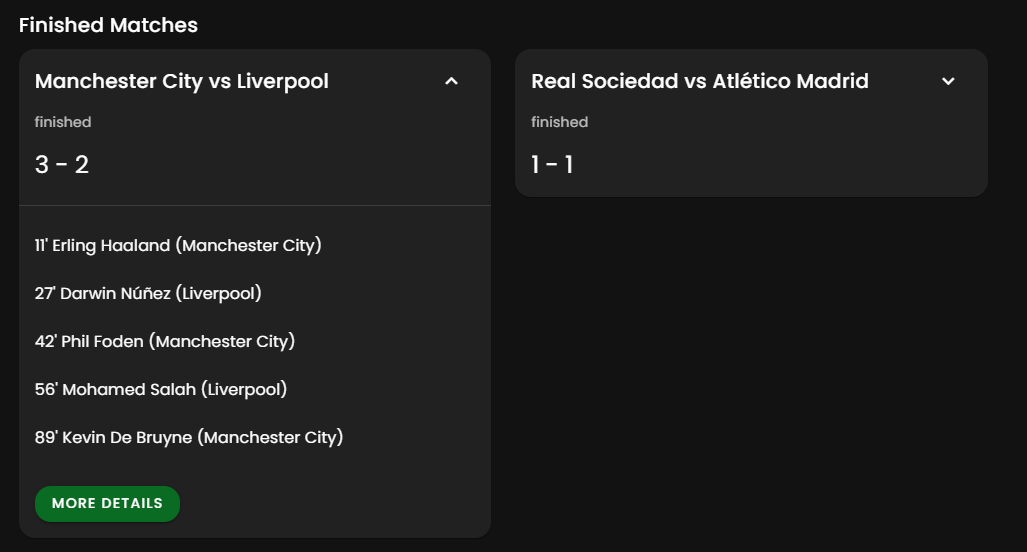 Finished Matches
Manchester City vs Liverpool
finished
3 - 2
11' Erling Haaland (Manchester City)
27' Darwin Núñez (Liverpool)
42' Phil Foden (Manchester City)
56' Mohamed Salah (Liverpool)
89' Kevin De Bruyne (Manchester City)
MORE DETAILS
Real Sociedad vs Atlético Madrid
finished
1 - 1